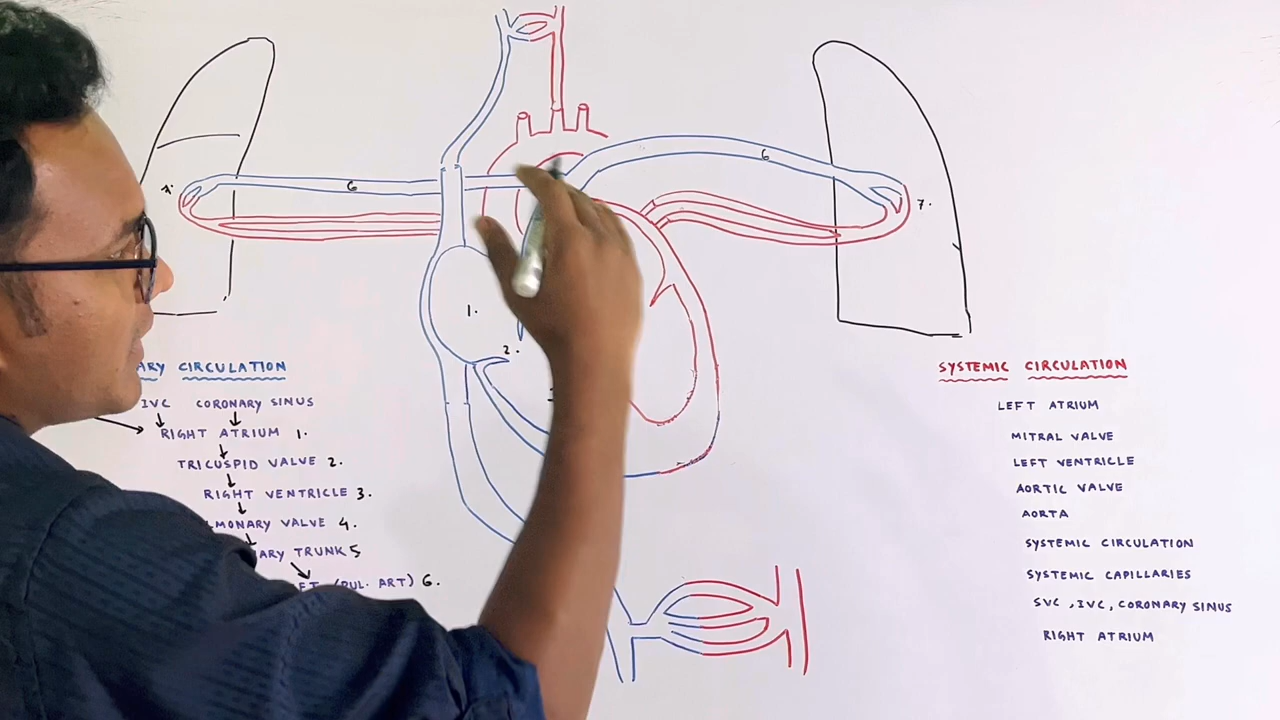 6
6
7.
7.
1.
2.
ARY CIRCULATION
IVC CORONARY SINUS
RIGHT ATRIUM 1.
TRICUSPID VALVE 2.
RIGHT VENTRICLE 3.
LMONARY VALVE 4.
ARY TRUNK 5
FT (PUL. ART) 6.
SYSTEMIC CIRCULATION
LEFT ATRIUM
MITRAL VALVE
LEFT VENTRICLE
AORTIC VALVE
AORTA
SYSTEMIC CIRCULATION
SYSTEMIC CAPILLARIES
SVC, IVC, CORONARY SINUS
RIGHT ATRIUM